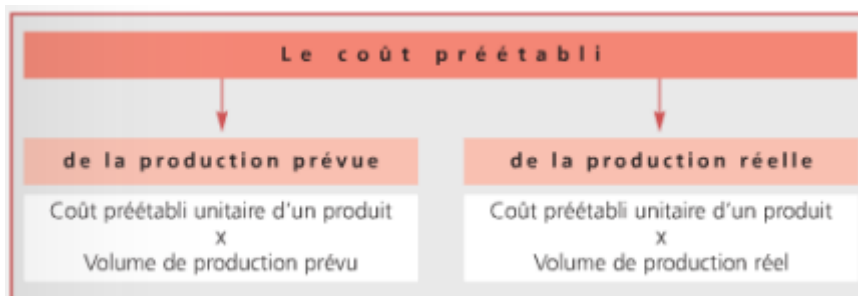 Le coût préétabli
de la production prévue
Coût préétabli unitaire d'un produit
x
Volume de production prévu
de la production réelle
Coût préétabli unitaire d'un produit
x
Volume de production réel